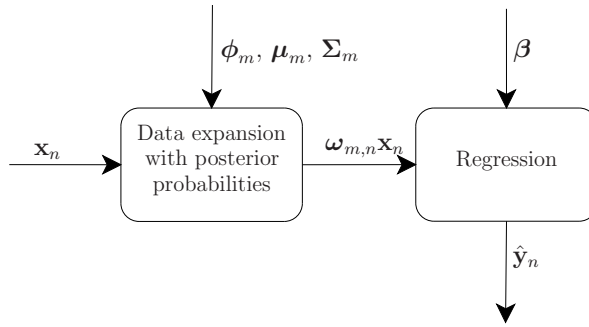 ϕ_m, μ_m, Σ_m
β
x_n
Data expansion
with posterior
probabilities
ω_{m,n}x_n
Regression
ŷ_n